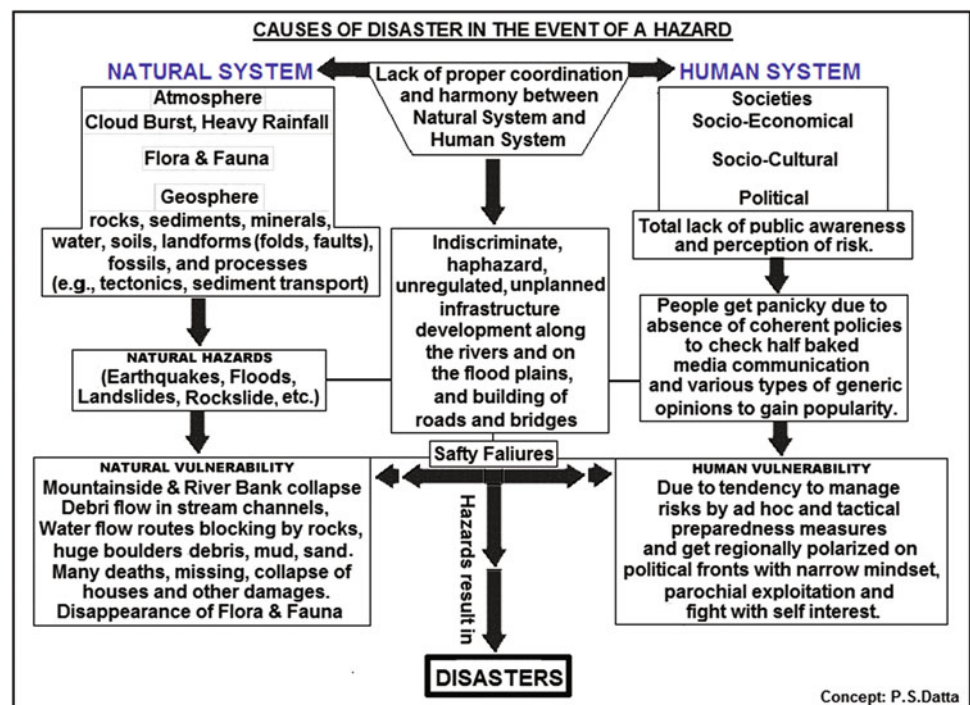 CAUSES OF DISASTER IN THE EVENT OF A HAZARD
NATURAL SYSTEM
Atmosphere
Cloud Burst, Heavy Rainfall
Flora & Fauna
Geosphere
rocks, sediments, minerals,
water, soils, landforms (folds, faults),
fossils, and processes
(e.g., tectonics, sediment transport)
NATURAL HAZARDS
(Earthquakes, Floods,
Landslides, Rockslide, etc.)
NATURAL VULNERABILITY
Mountainside & River Bank collapse
Debri flow in stream channels,
Water flow routes blocking by rocks,
huge boulders debris, mud, sand.
Many deaths, missing, collapse of
houses and other damages.
Disappearance of Flora & Fauna
Lack of proper coordination
and harmony between
Natural System and
Human System
Indiscriminate,
haphazard,
unregulated, unplanned
infrastructure
development along
the rivers and on
the flood plains,
and building of
roads and bridges
Safty Faliures
Hazards result in
DISASTERS
HUMAN SYSTEM
Societies
Socio-Economical
Socio-Cultural
Political
Total lack of public awareness
and perception of risk.
People get panicky due to
absence of coherent policies
to check half baked
media communication
and various types of generic
opinions to gain popularity.
HUMAN VULNERABILITY
Due to tendency to manage
risks by ad hoc and tactical
preparedness measures
and get regionally polarized on
political fronts with narrow mindset,
parochial exploitation and
fight with self interest.
Concept: P.S.Datta